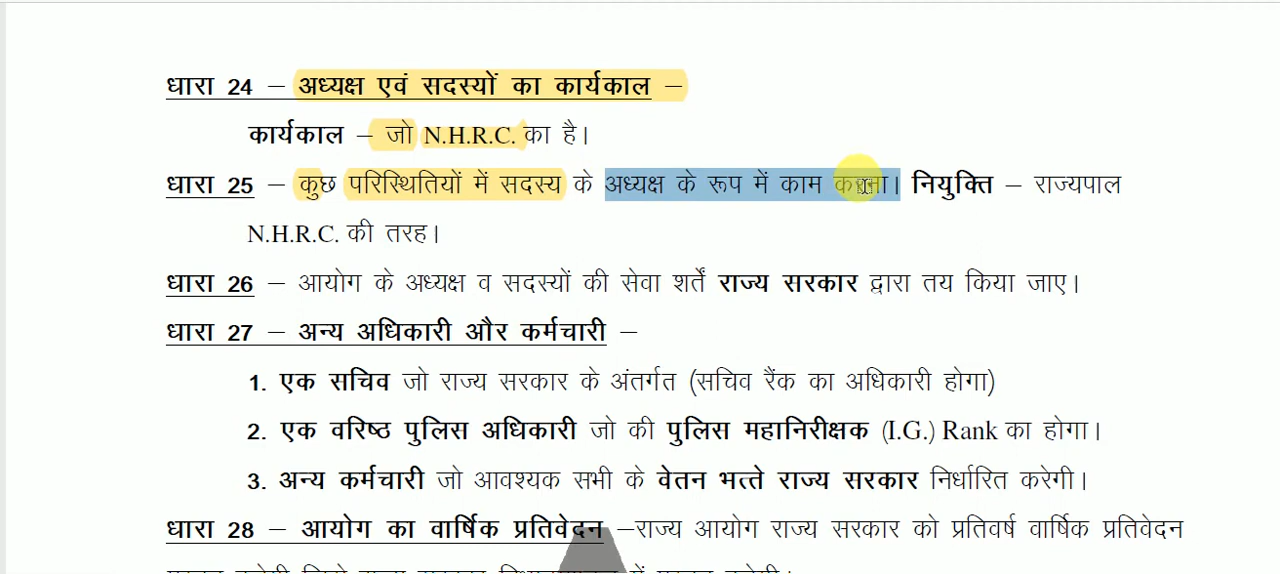 धारा 24 – अध्यक्ष एवं सदस्यों का कार्यकाल –
कार्यकाल – जो N.H.R.C. का है।
धारा 25 – कुछ परिस्थितियों में सदस्य के अध्यक्ष के रूप में काम करना। नियुक्ति – राज्यपाल
N.H.R.C. की तरह।
धारा 26 – आयोग के अध्यक्ष व सदस्यों की सेवा शर्तें राज्य सरकार द्वारा तय किया जाए।
धारा 27 – अन्य अधिकारी और कर्मचारी –
1. एक सचिव जो राज्य सरकार के अंतर्गत (सचिव रैंक का अधिकारी होगा)
2. एक वरिष्ठ पुलिस अधिकारी जो की पुलिस महानिरीक्षक (I.G.) Rank का होगा।
3. अन्य कर्मचारी जो आवश्यक सभी के वेतन भत्ते राज्य सरकार निर्धारित करेगी।
धारा 28 – आयोग का वार्षिक प्रतिवेदन –राज्य आयोग राज्य सरकार को प्रतिवर्ष वार्षिक प्रतिवेदन